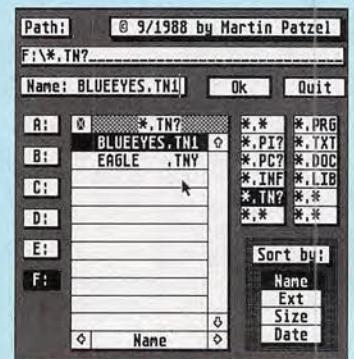 Path: © 9/1988 by Martin Patzel
F:\*.TN?
Name: BLUEEYES.TN1 Ok Quit
A:
B:
C:
D:
E:
F:
*.TN?
BLUEEYES.TN1
EAGLE .TNY
Name
*.* *.PRG
*.PI? *.TXT
*.PC? *.DOC
*.INF *.LIB
*.TN? *.*
*.* *.*
Sort by:
Name
Ext
Size
Date